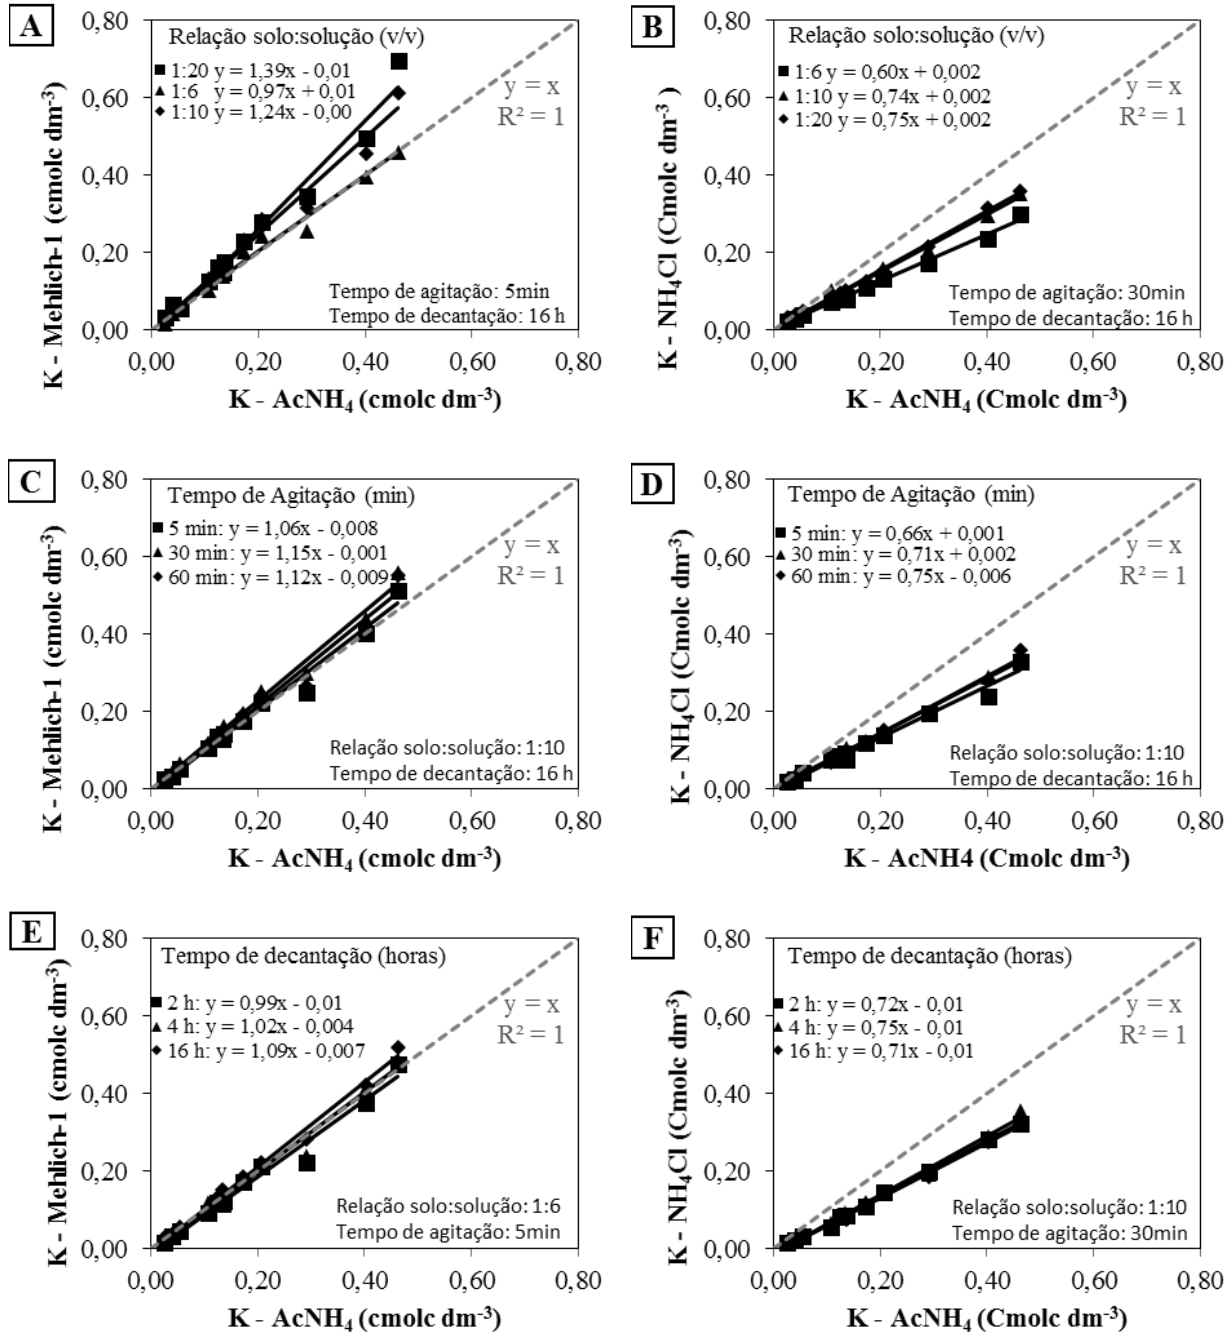 A
K - Mehlich-1 (cmolc dm⁻³)
0,80
0,60
0,40
0,20
0,00
Relação solo:solução (v/v)
1:20 y = 1,39x - 0,01
1:6 y = 0,97x + 0,01
1:10 y = 1,24x - 0,00
y = x
R² = 1
Tempo de agitação: 5min
Tempo de decantação: 16 h
0,00 0,20 0,40 0,60 0,80
K - AcNH₄ (cmolc dm⁻³)
B
K - NH₄Cl (Cmolc dm⁻³ )
0,80
0,60
0,40
0,20
0,00
Relação solo:solução (v/v)
1:6 y = 0,60x + 0,002
1:10 y = 0,74x + 0,002
1:20 y = 0,75x + 0,002
y = x
R² = 1
Tempo de agitação: 30min
Tempo de decantação: 16 h
0,00 0,20 0,40 0,60 0,80
K - AcNH₄ (Cmolc dm⁻³)
C
K - Mehlich-1 (cmolc dm⁻³)
0,80
0,60
0,40
0,20
0,00
Tempo de Agitação (min)
5 min: y = 1,06x - 0,008
30 min: y = 1,15x - 0,001
60 min: y = 1,12x - 0,009
y = x
R² = 1
Relação solo:solução: 1:10
Tempo de decantação: 16 h
0,00 0,20 0,40 0,60 0,80
K - AcNH₄ (cmolc dm⁻³)
D
K - NH₄Cl (Cmolc dm⁻³)
0,80
0,60
0,40
0,20
0,00
Tempo de Agitação (min)
5 min: y = 0,66x + 0,001
30 min: y = 0,71x + 0,002
60 min: y = 0,75x - 0,006
y = x
R² = 1
Relação solo:solução: 1:10
Tempo de decantação: 16 h
0,00 0,20 0,40 0,60 0,80
K - AcNH4 (Cmolc dm⁻³)
E
K - Mehlich-1 (cmolc dm⁻³)
0,80
0,60
0,40
0,20
0,00
Tempo de decantação (horas)
2 h: y = 0,99x - 0,01
4 h: y = 1,02x - 0,004
16 h: y = 1,09x - 0,007
y = x
R² = 1
Relação solo:solução: 1:6
Tempo de agitação: 5min
0,00 0,20 0,40 0,60 0,80
K - AcNH₄ (cmolc dm⁻³)
F
K - NH₄Cl (Cmolc dm⁻³)
0,80
0,60
0,40
0,20
0,00
Tempo de decantação (horas)
2 h: y = 0,72x - 0,01
4 h: y = 0,75x - 0,01
16 h: y = 0,71x - 0,01
y = x
R² = 1
Relação solo:solução: 1:10
Tempo de agitação: 30min
0,00 0,20 0,40 0,60 0,80
K - AcNH₄ (Cmolc dm⁻³)